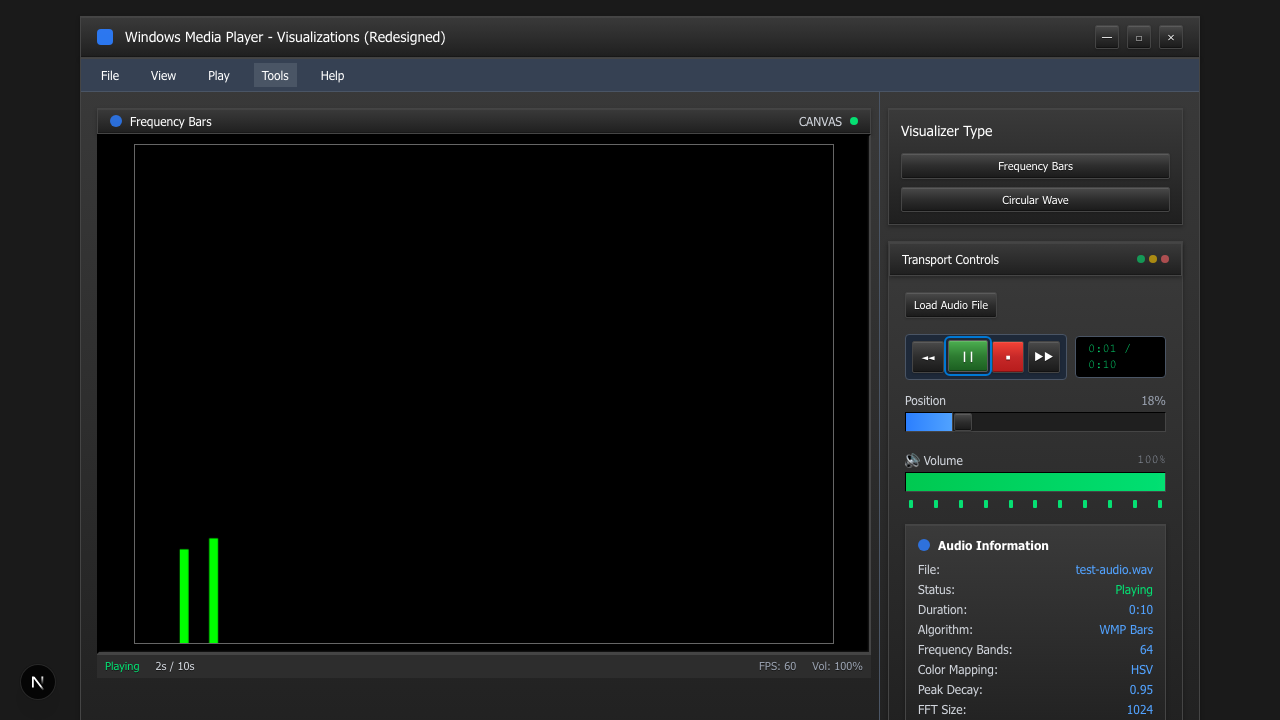 Windows Media Player - Visualizations (Redesigned)
File View Play Tools Help
Frequency Bars CANVAS
Playing 2s / 10s FPS: 60 Vol: 100%
Visualizer Type
Frequency Bars
Circular Wave
Transport Controls
Load Audio File
0:01 /
0:10
Position 18%
Volume 100%
Audio Information
File: test-audio.wav
Status: Playing
Duration: 0:10
Algorithm: WMP Bars
Frequency Bands: 64
Color Mapping: HSV
Peak Decay: 0.95
FFT Size: 1024
N